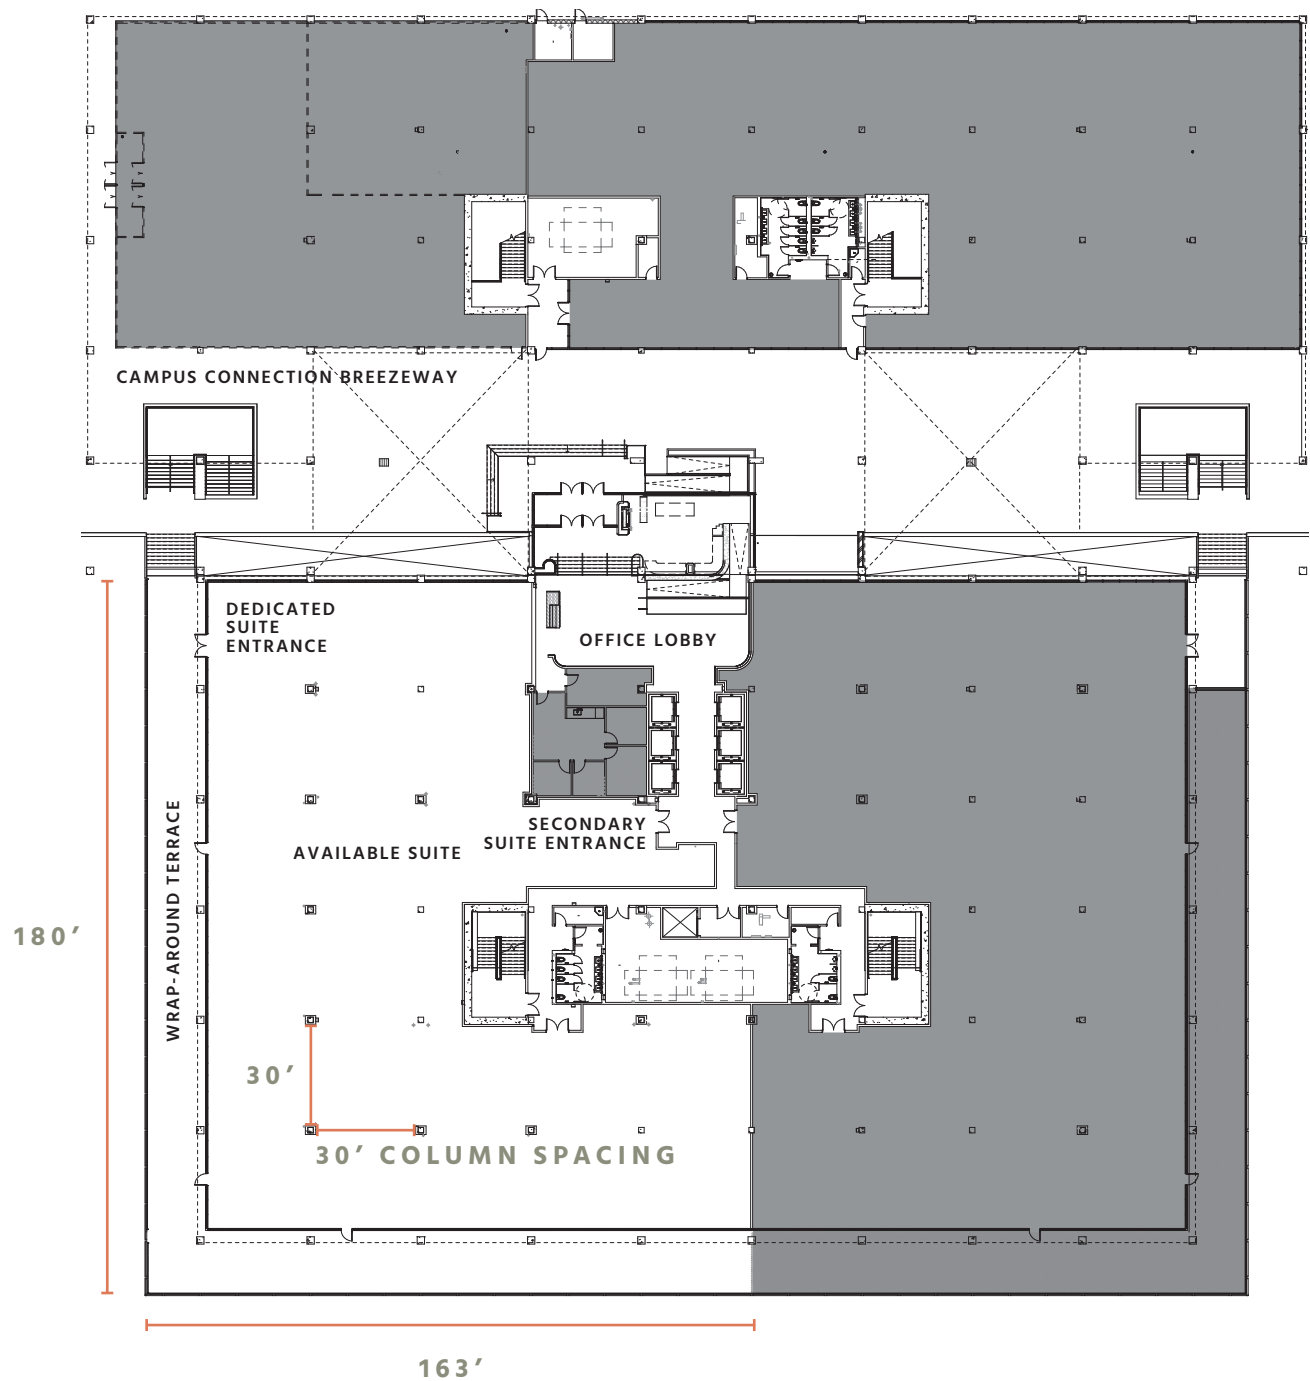 CAMPUS CONNECTION BREEZEWAY
DEDICATED
SUITE
ENTRANCE
OFFICE LOBBY
SECONDARY
SUITE ENTRANCE
AVAILABLE SUITE
WRAP-AROUND TERRACE
180’
30’
30’ COLUMN SPACING
163’